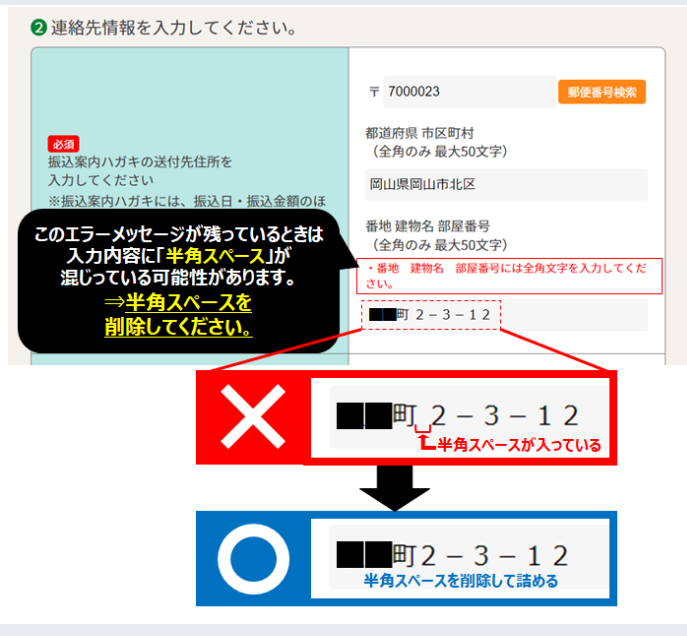 ❷連絡先情報を入力してください。
〒 7000023
郵便番号検索
必須
振込案内ハガキの送付先住所を
入力してください
※振込案内ハガキには、振込日・振込金額のほ
都道府県 市区町村
（全角のみ 最大50文字）
岡山県岡山市北区
番地 建物名 部屋番号
（全角のみ 最大50文字）
・番地　建物名　部屋番号には全角文字を入力してくだ
さい。
町 ２－３－１２
このエラーメッセージが残っているときは
入力内容に｢半角スペース｣が
混じっている可能性があります。
⇒半角スペースを
削除してください。
町 ２－３－１２
半角スペースが入っている
町２－３－１２
半角スペースを削除して詰める